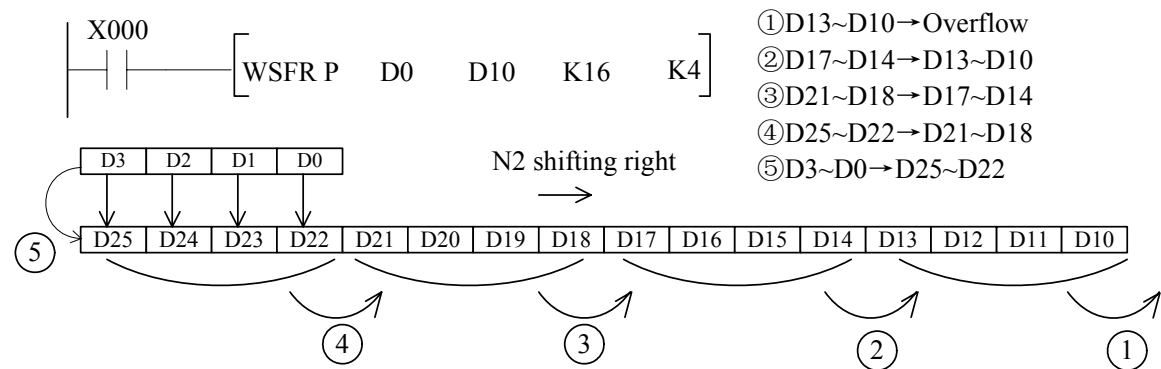 X000
WSFR P D0 D10 K16 K4
①D13~D10→Overflow
②D17~D14→D13~D10
③D21~D18→D17~D14
④D25~D22→D21~D18
⑤D3~D0→D25~D22
D3 D2 D1 D0
N2 shifting right
D25 D24 D23 D22 D21 D20 D19 D18 D17 D16 D15 D14 D13 D12 D11 D10
5
4 3 2 1